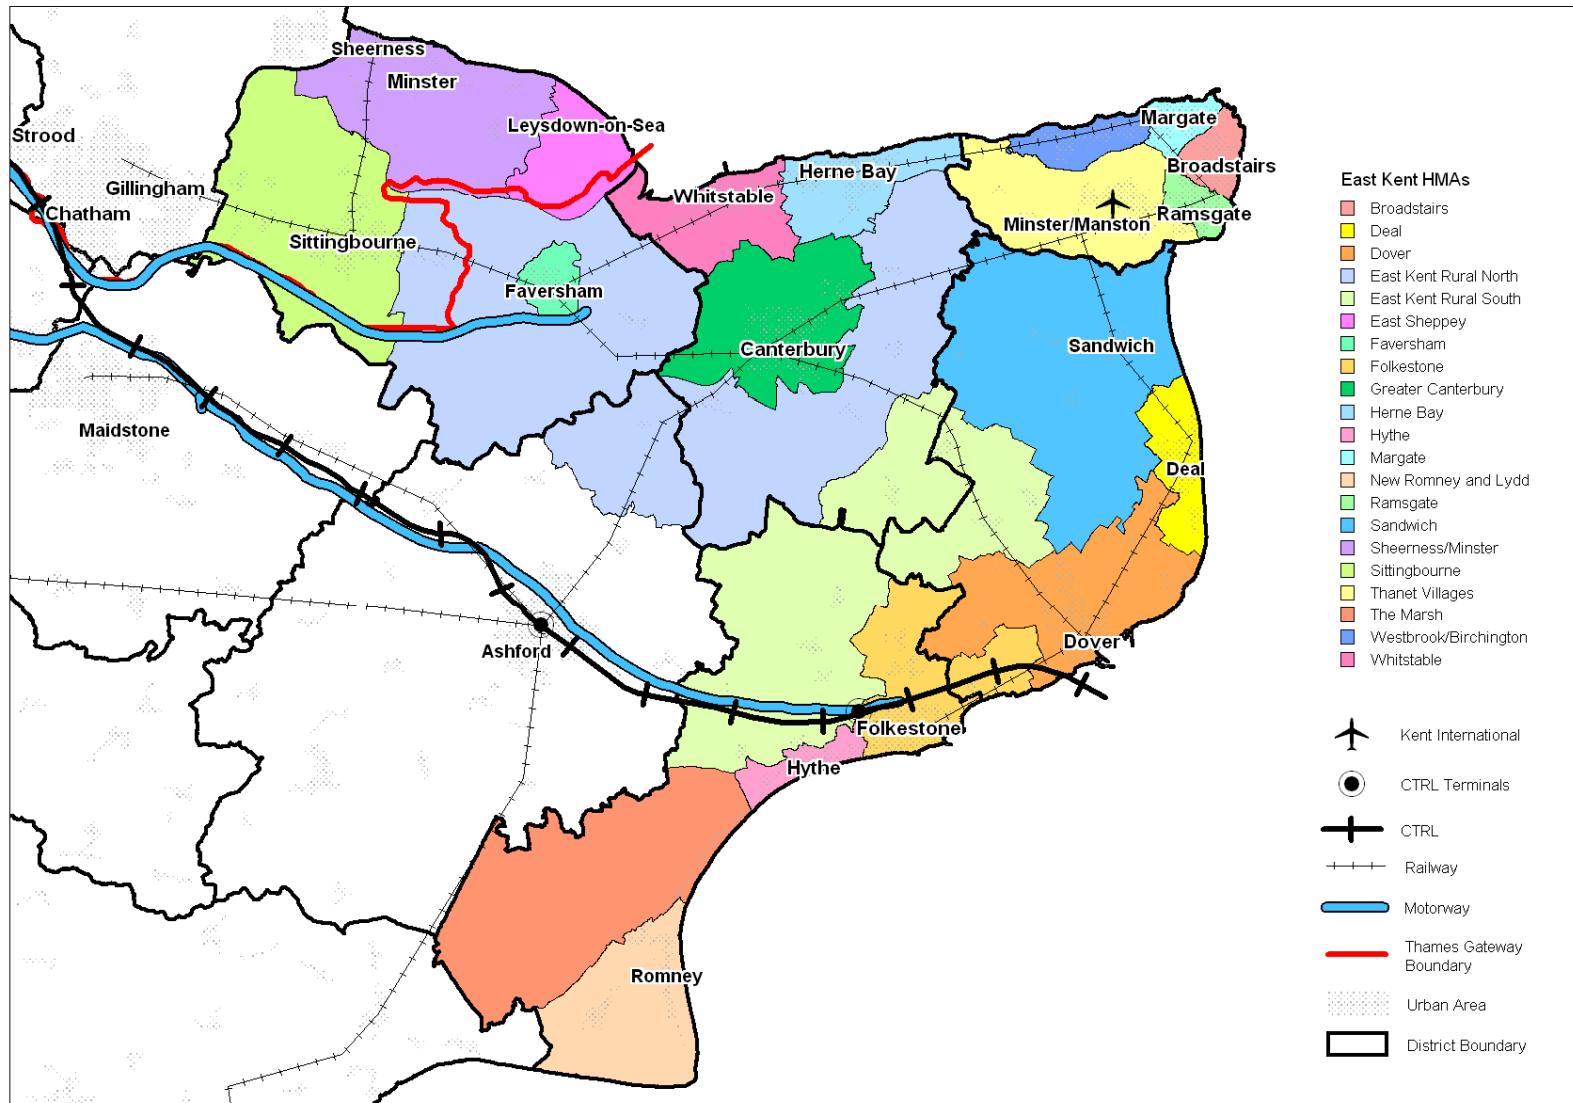 Sheerness
Minster
Leysdown-on-Sea
Strood
Gillingham
Chatham
Sittingbourne
Faversham
Whitstable
Herne Bay
Margate
Broadstairs
Ramsgate
Minster/Manston
Canterbury
Sandwich
Maidstone
Deal
Ashford
Dover
Folkestone
Hythe
Romney
East Kent HMAs
Broadstairs
Deal
Dover
East Kent Rural North
East Kent Rural South
East Sheppey
Faversham
Folkestone
Greater Canterbury
Herne Bay
Hythe
Margate
New Romney and Lydd
Ramsgate
Sandwich
Sheerness/Minster
Sittingbourne
Thanet Villages
The Marsh
Westbrook/Birchington
Whitstable
Kent International
CTRL Terminals
CTRL
Railway
Motorway
Thames Gateway
Boundary
Urban Area
District Boundary